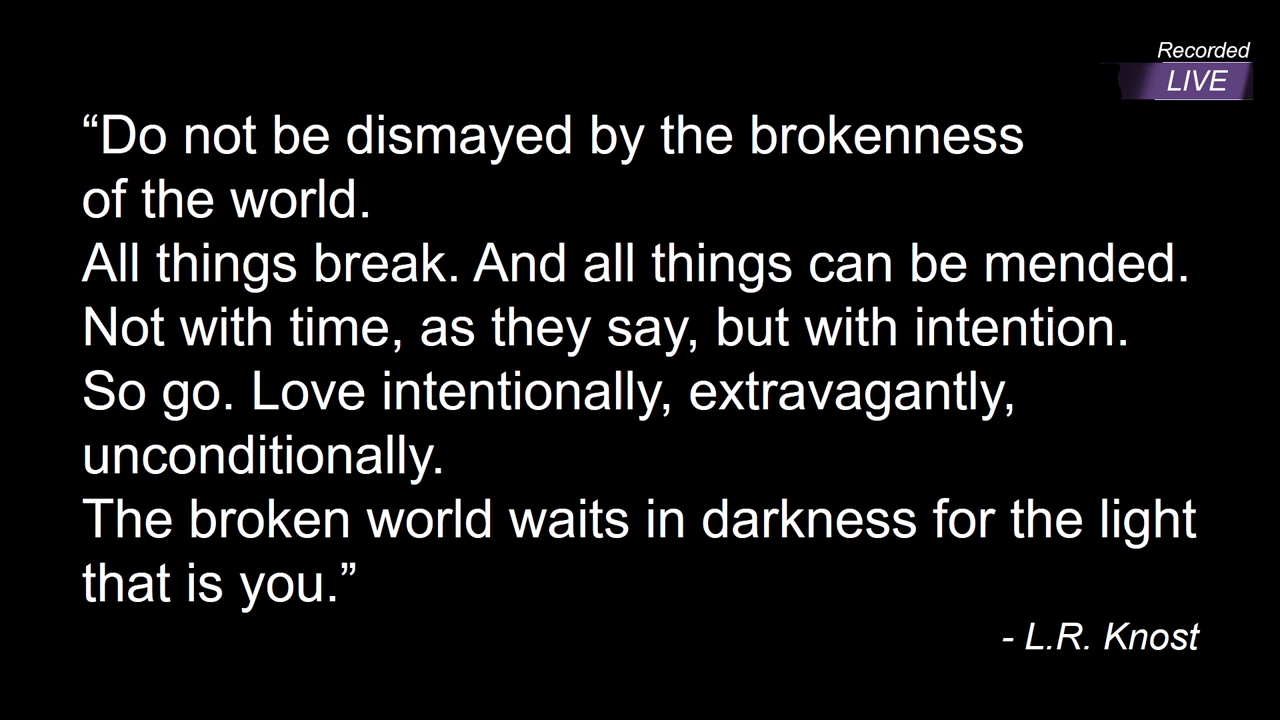 Recorded
LIVE
“Do not be dismayed by the brokenness
of the world.
All things break. And all things can be mended.
Not with time, as they say, but with intention.
So go. Love intentionally, extravagantly,
unconditionally.
The broken world waits in darkness for the light
that is you.”
- L.R. Knost